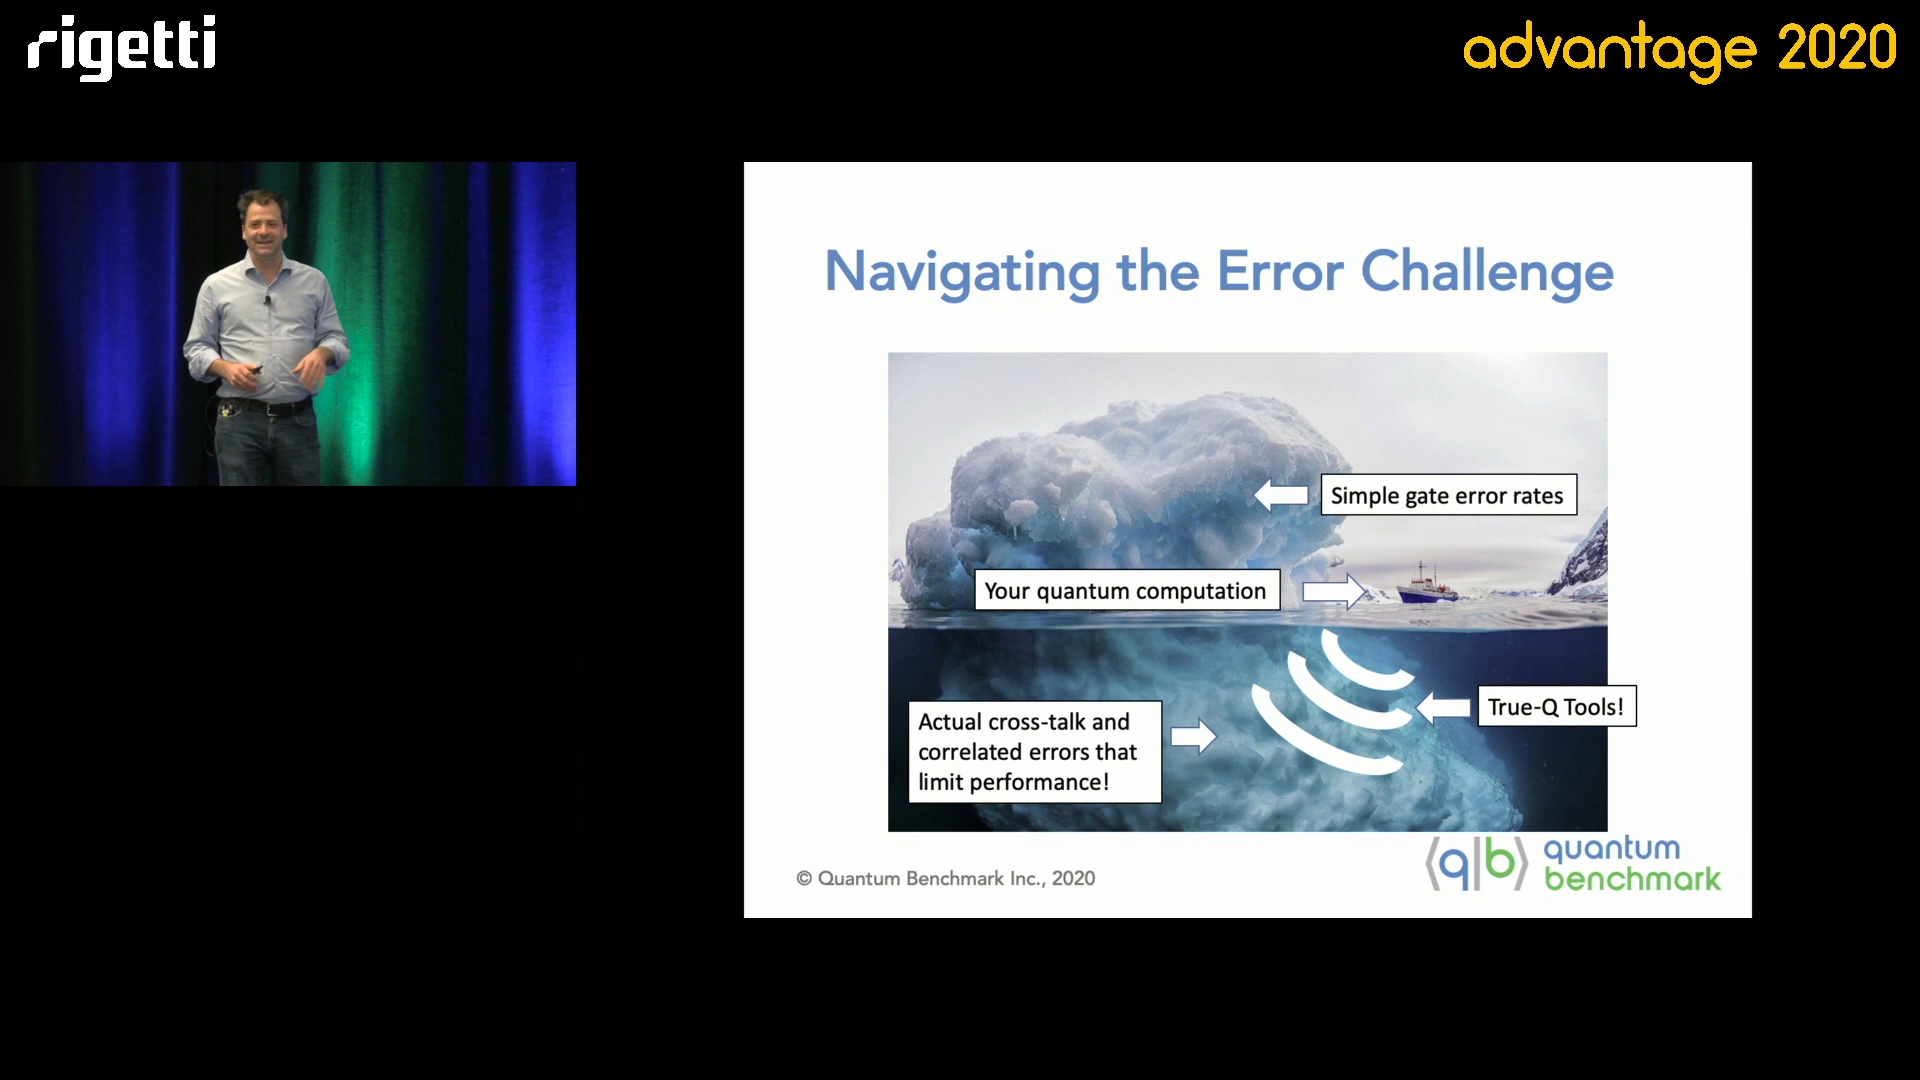 rigetti
advantage 2020
Navigating the Error Challenge
Simple gate error rates
Your quantum computation
True-Q Tools!
Actual cross-talk and
correlated errors that
limit performance!
© Quantum Benchmark Inc., 2020
⟨q|b⟩ quantum
benchmark